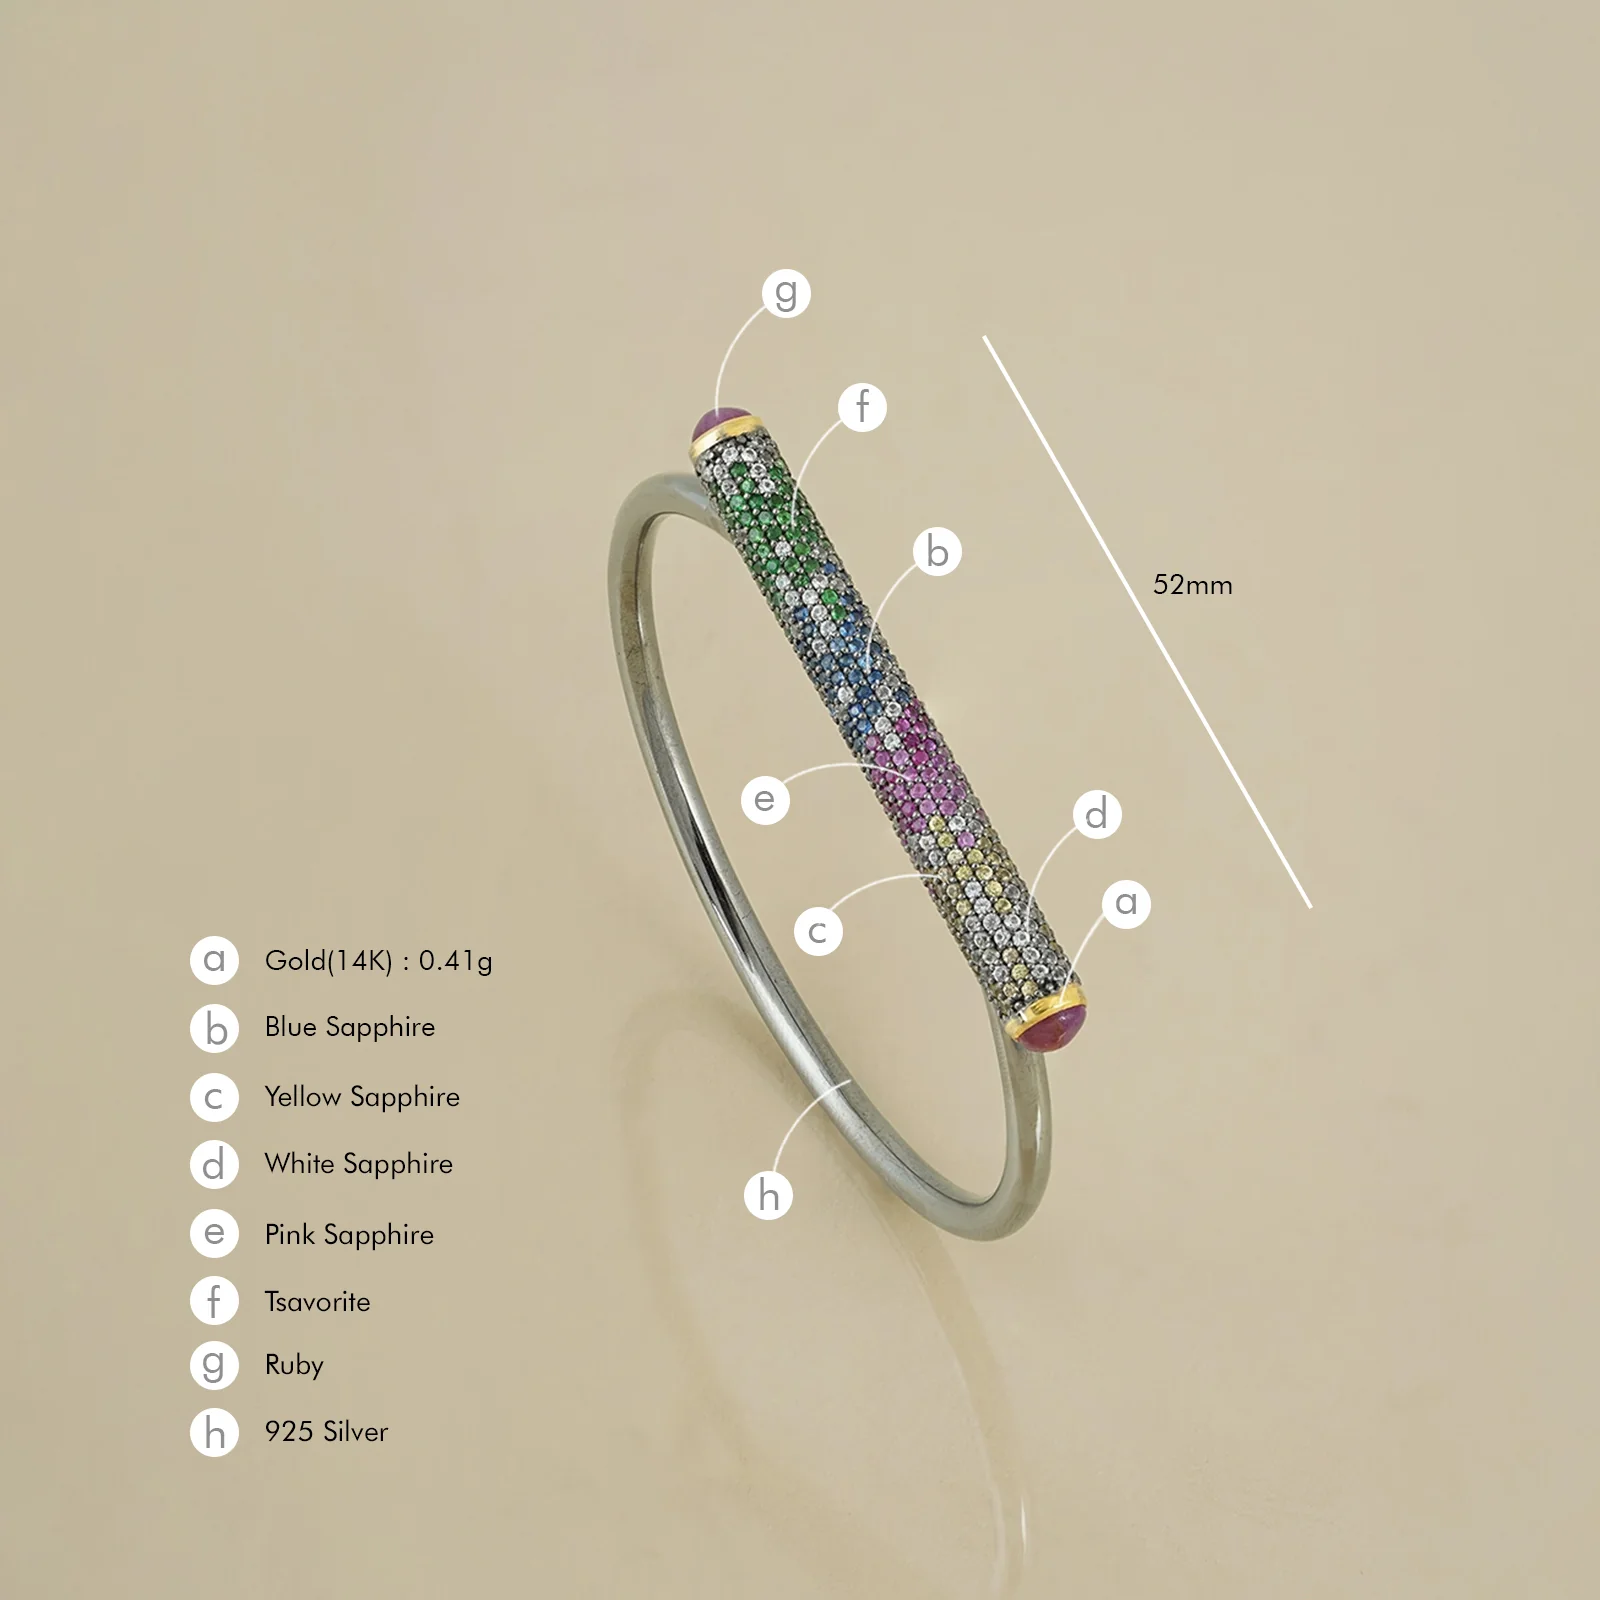 g
f
b
52mm
e
d
a
c
a Gold(14K) : 0.41g
b Blue Sapphire
c Yellow Sapphire
d White Sapphire
h
e Pink Sapphire
f Tsavorite
g Ruby
h 925 Silver